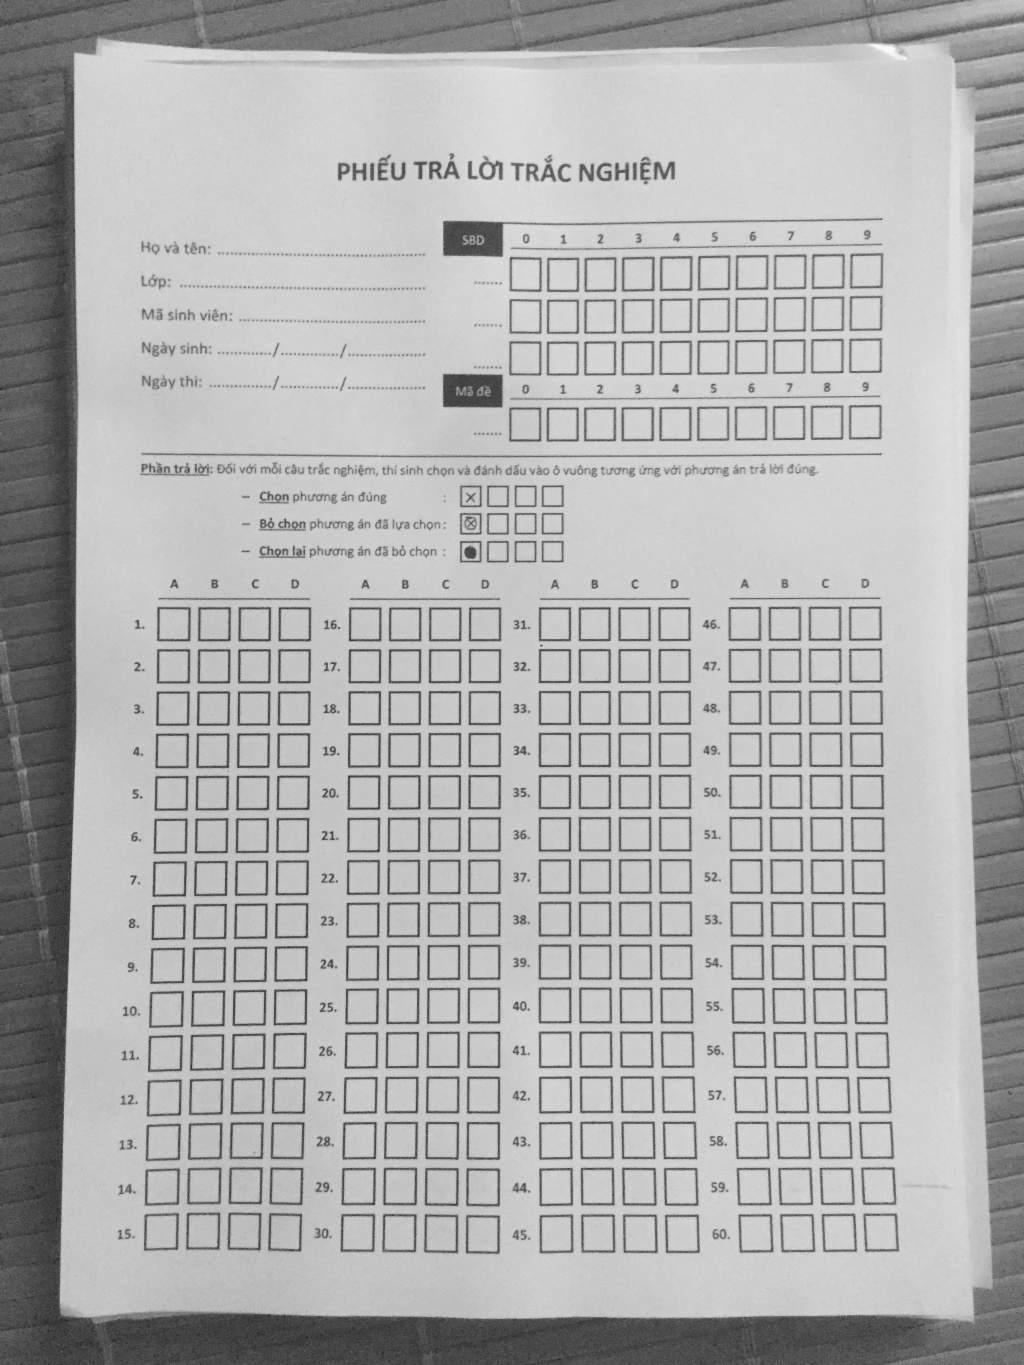 PHIẾU TRẢ LỜI TRẮC NGHIỆM
Họ và tên: ..........................................
Lớp: ..................................................
Mã sinh viên: ......................................
Ngày sinh: ............/............./.................
Ngày thi: ............./............./.................
SBD 0 1 2 3 4 5 6 7 8 9
.......
.......
.......
Mã đề 0 1 2 3 4 5 6 7 8 9
.......
Phần trả lời: Đối với mỗi câu trắc nghiệm, thí sinh chọn và đánh dấu vào ô vuông tương ứng với phương án trả lời đúng.
– Chọn phương án đúng :
– Bỏ chọn phương án đã lựa chọn :
– Chọn lại phương án đã bỏ chọn :
A B C D A B C D A B C D A B C D
1. 16. 31. 46.
2. 17. 32. 47.
3. 18. 33. 48.
4. 19. 34. 49.
5. 20. 35. 50.
6. 21. 36. 51.
7. 22. 37. 52.
8. 23. 38. 53.
9. 24. 39. 54.
10. 25. 40. 55.
11. 26. 41. 56.
12. 27. 42. 57.
13. 28. 43. 58.
14. 29. 44. 59.
15. 30. 45. 60.